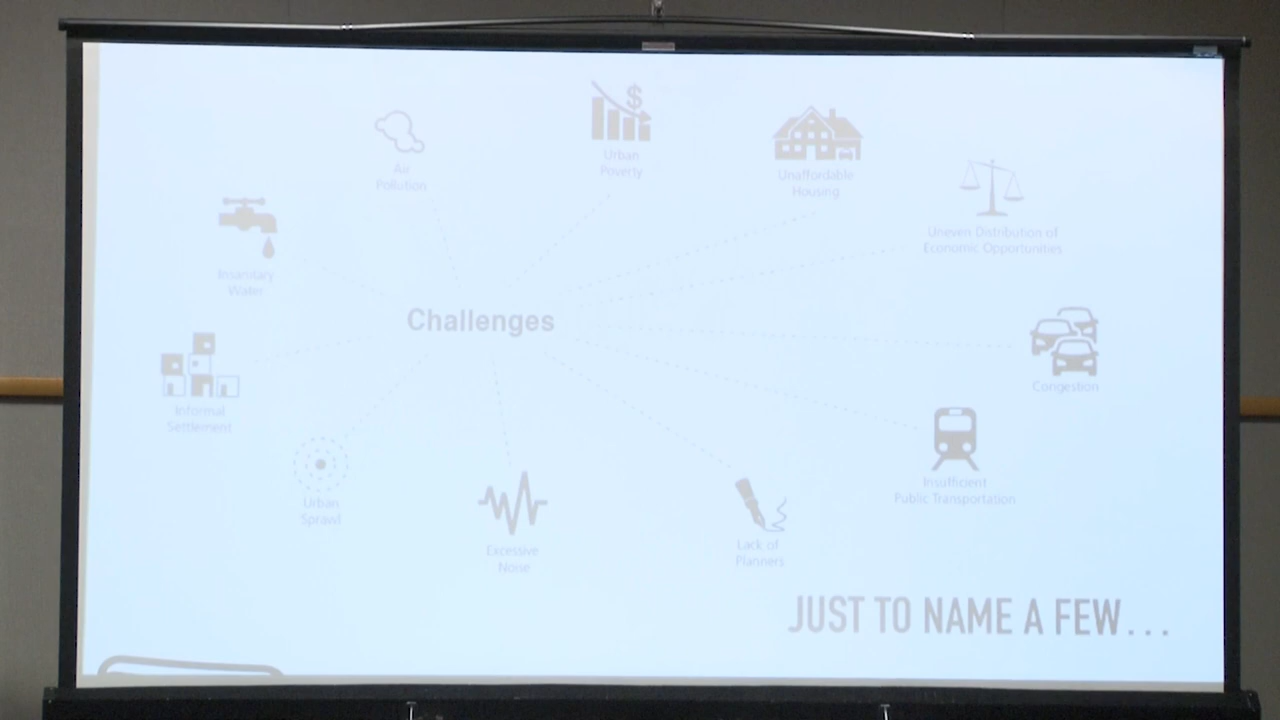 Air
Pollution
Urban
Poverty
Unaffordable
Housing
Uneven Distribution of
Economic Opportunities
Insanitary
Water
Challenges
Congestion
Informal
Settlement
Urban
Sprawl
Excessive
Noise
Lack of
Planners
Insufficient
Public Transportation
JUST TO NAME A FEW...